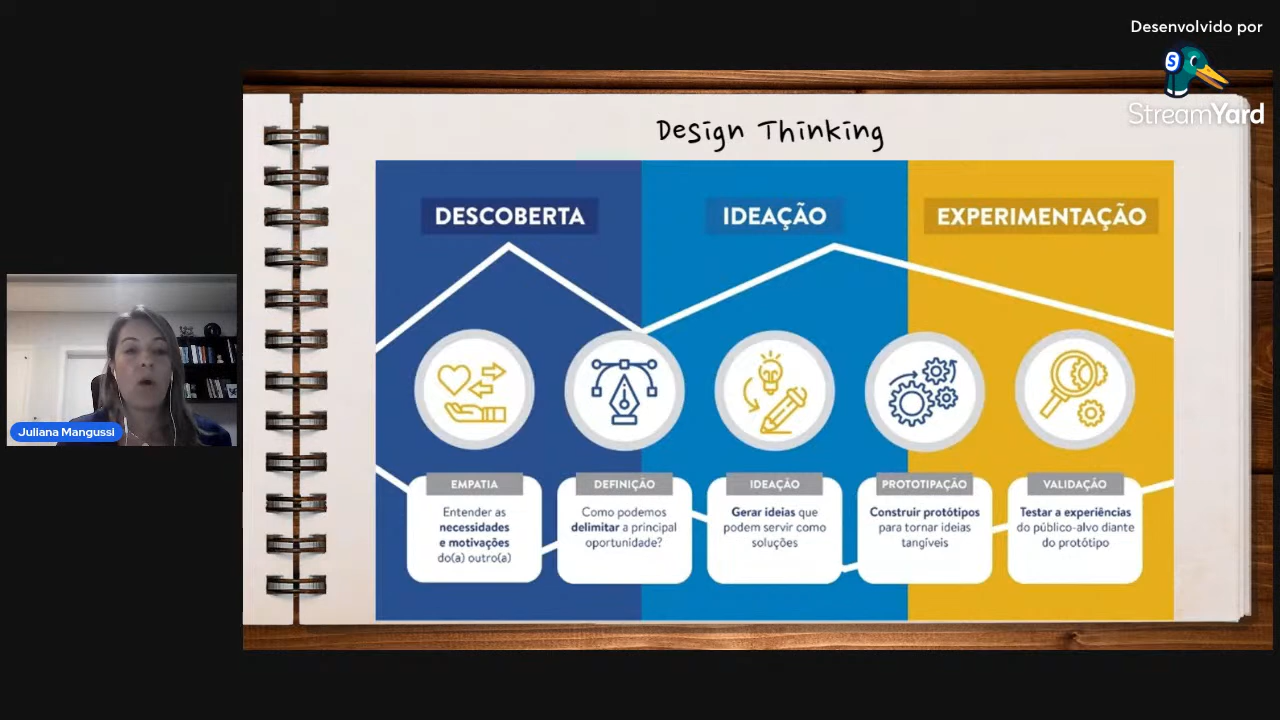 Desenvolvido por
StreamYard
Design Thinking
DESCOBERTA
IDEAÇÃO
EXPERIMENTAÇÃO
EMPATIA
Entender as
necessidades
e motivações
do(a) outro(a)
DEFINIÇÃO
Como podemos
delimitar a principal
oportunidade?
IDEAÇÃO
Gerar ideias que
podem servir como
soluções
PROTOTIPAÇÃO
Construir protótipos
para tornar ideias
tangíveis
VALIDAÇÃO
Testar a experiências
do público-alvo diante
do protótipo
Juliana Mangussi